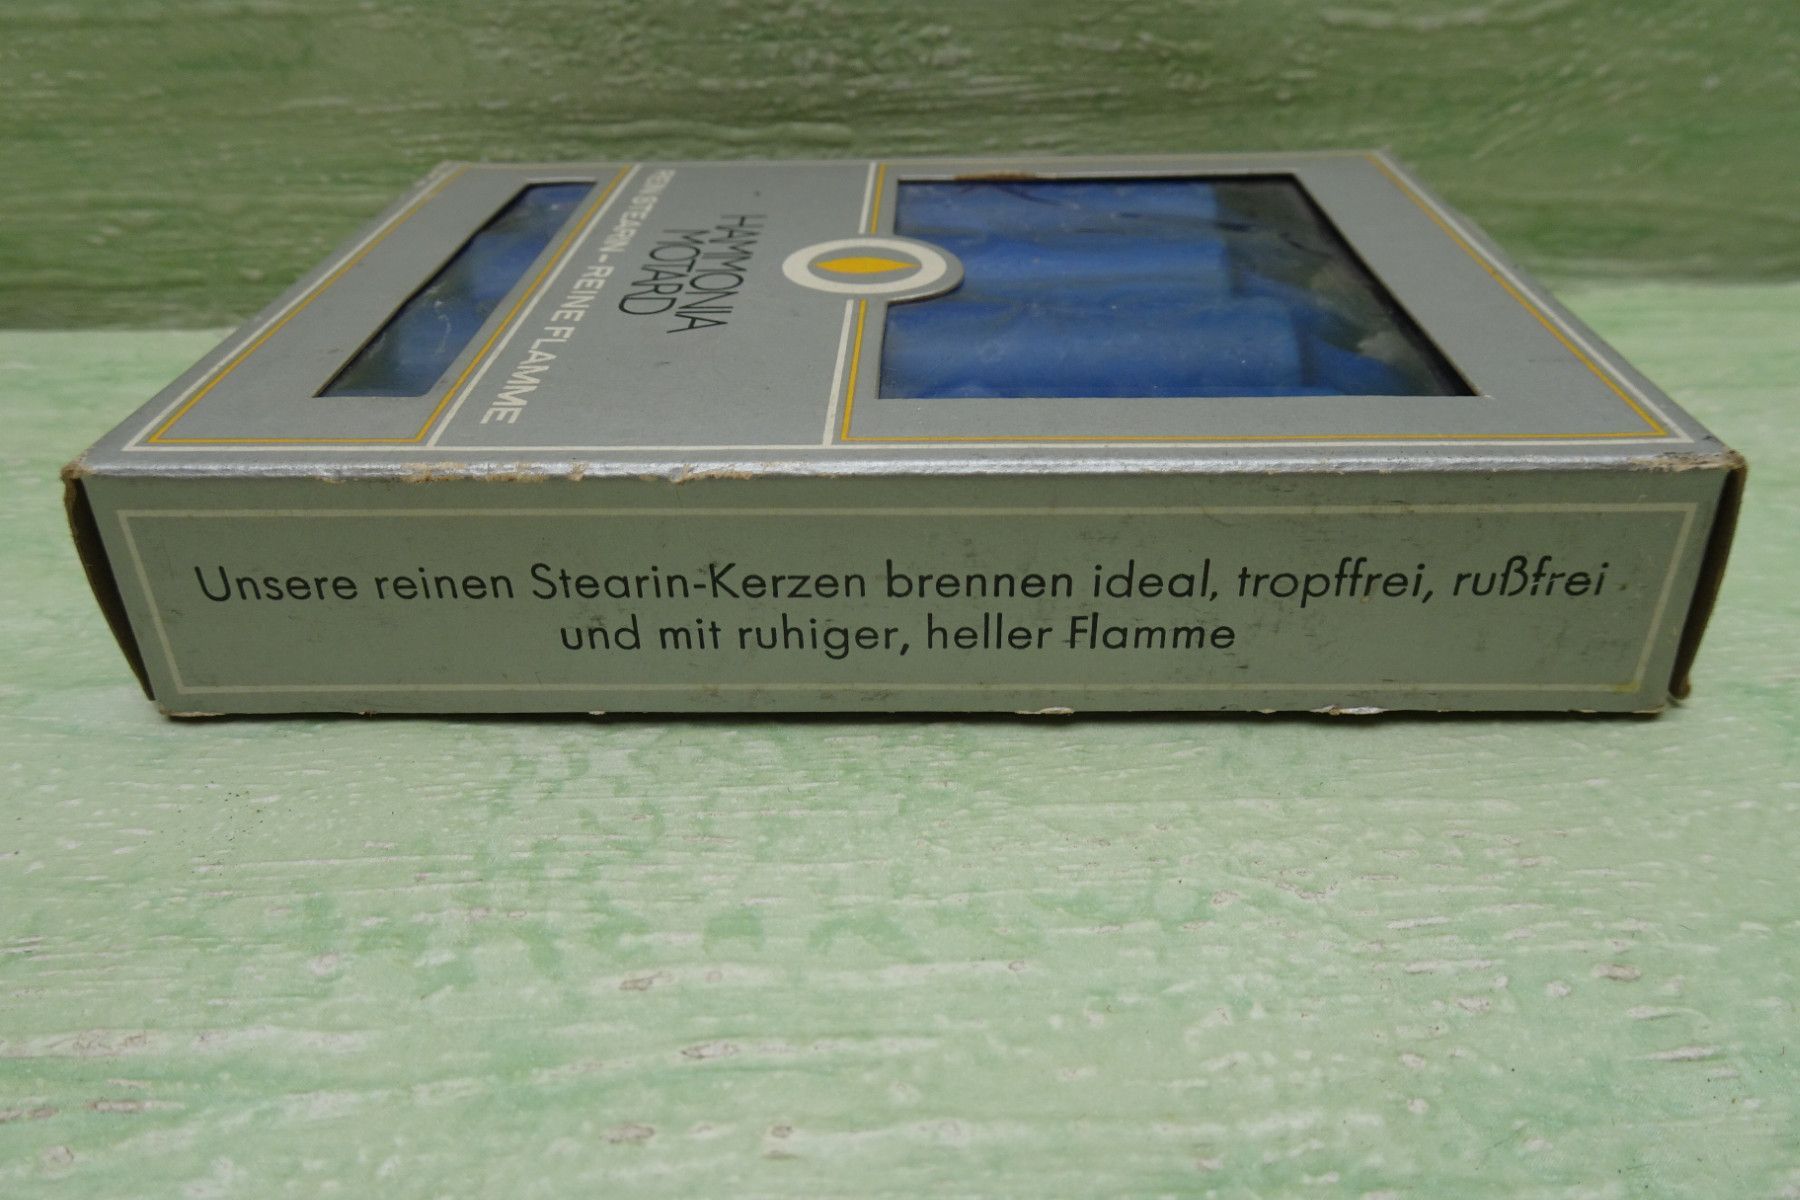 HAMMONIA
MOTARD
REIN STEARIN - REINE FLAMME
Unsere reinen Stearin-Kerzen brennen ideal, tropffrei, rußfrei
und mit ruhiger, heller Flamme